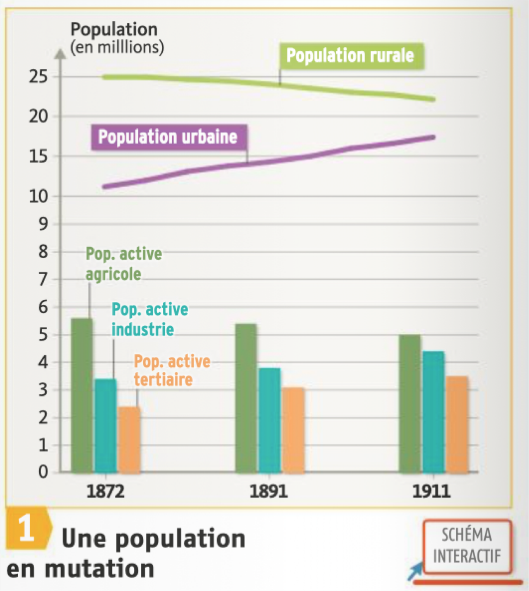 Population
(en milllions)
Population rurale
25
20
Population urbaine
15
10
9
8
Pop. active
agricole
7
6
Pop. active
industrie
5
4
Pop. active
tertiaire
3
2
1
0
1872
1891
1911
1 Une population
en mutation
SCHÉMA
INTERACTIF